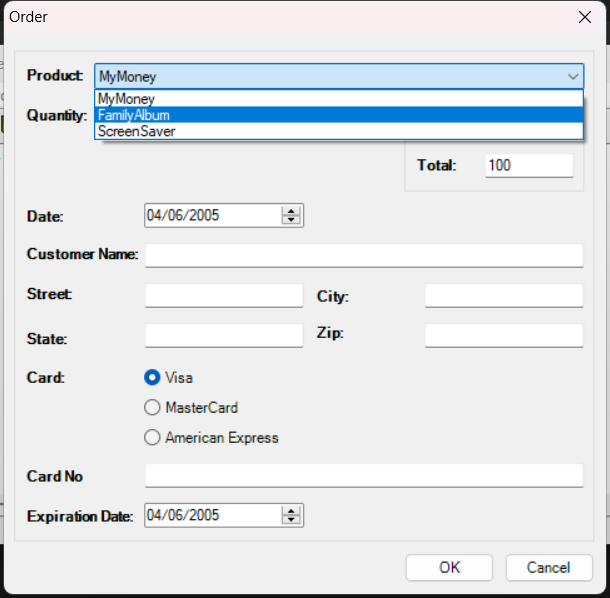 Order
Product: MyMoney
MyMoney
Quantity: FamilyAlbum
ScreenSaver
Total: 100
Date: 04/06/2005
Customer Name:
Street: City:
State: Zip:
Card: Visa
MasterCard
American Express
Card No
Expiration Date: 04/06/2005
OK Cancel